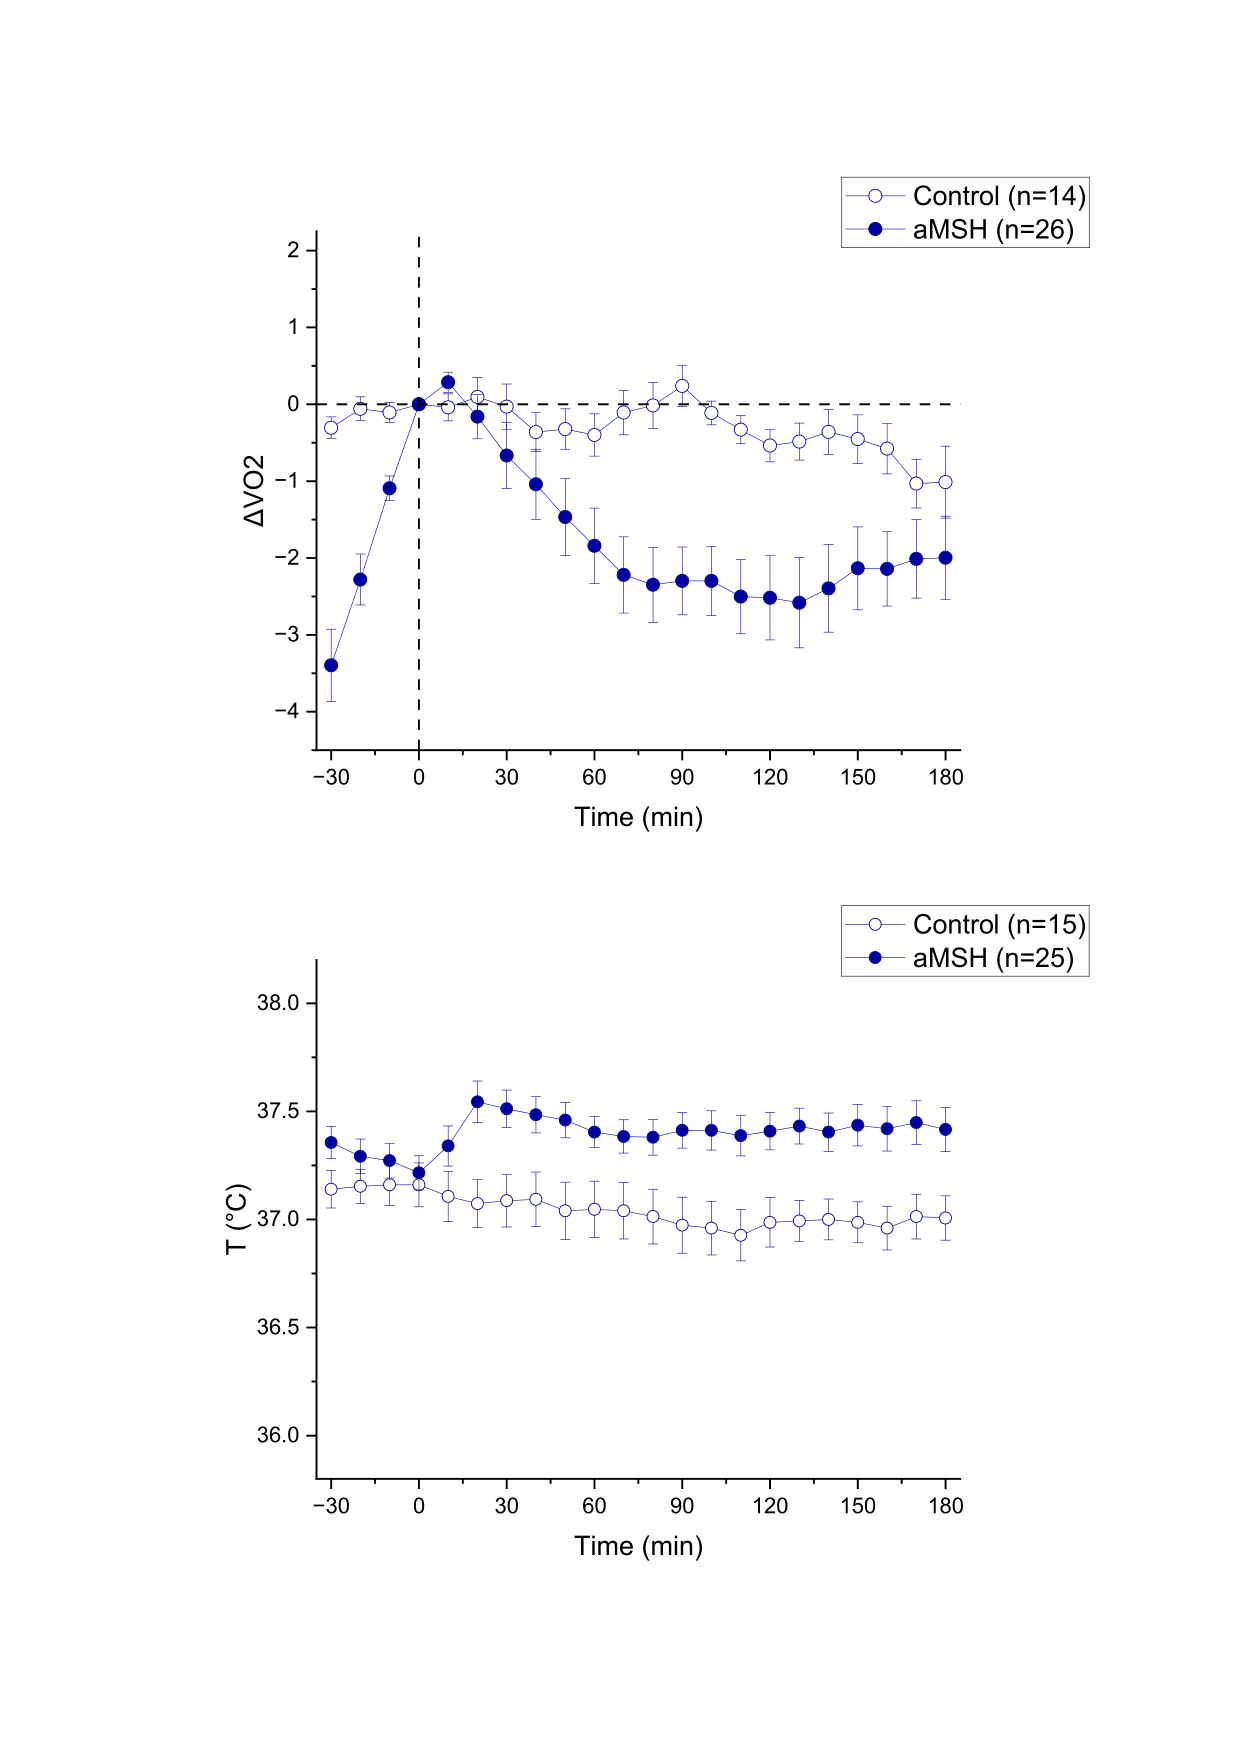 Control (n=14)
aMSH (n=26)
2
1
0
−1
−2
−3
−4
ΔVO2
−30 0 30 60 90 120 150 180
Time (min)
Control (n=15)
aMSH (n=25)
38.0
37.5
37.0
36.5
36.0
T (°C)
−30 0 30 60 90 120 150 180
Time (min)